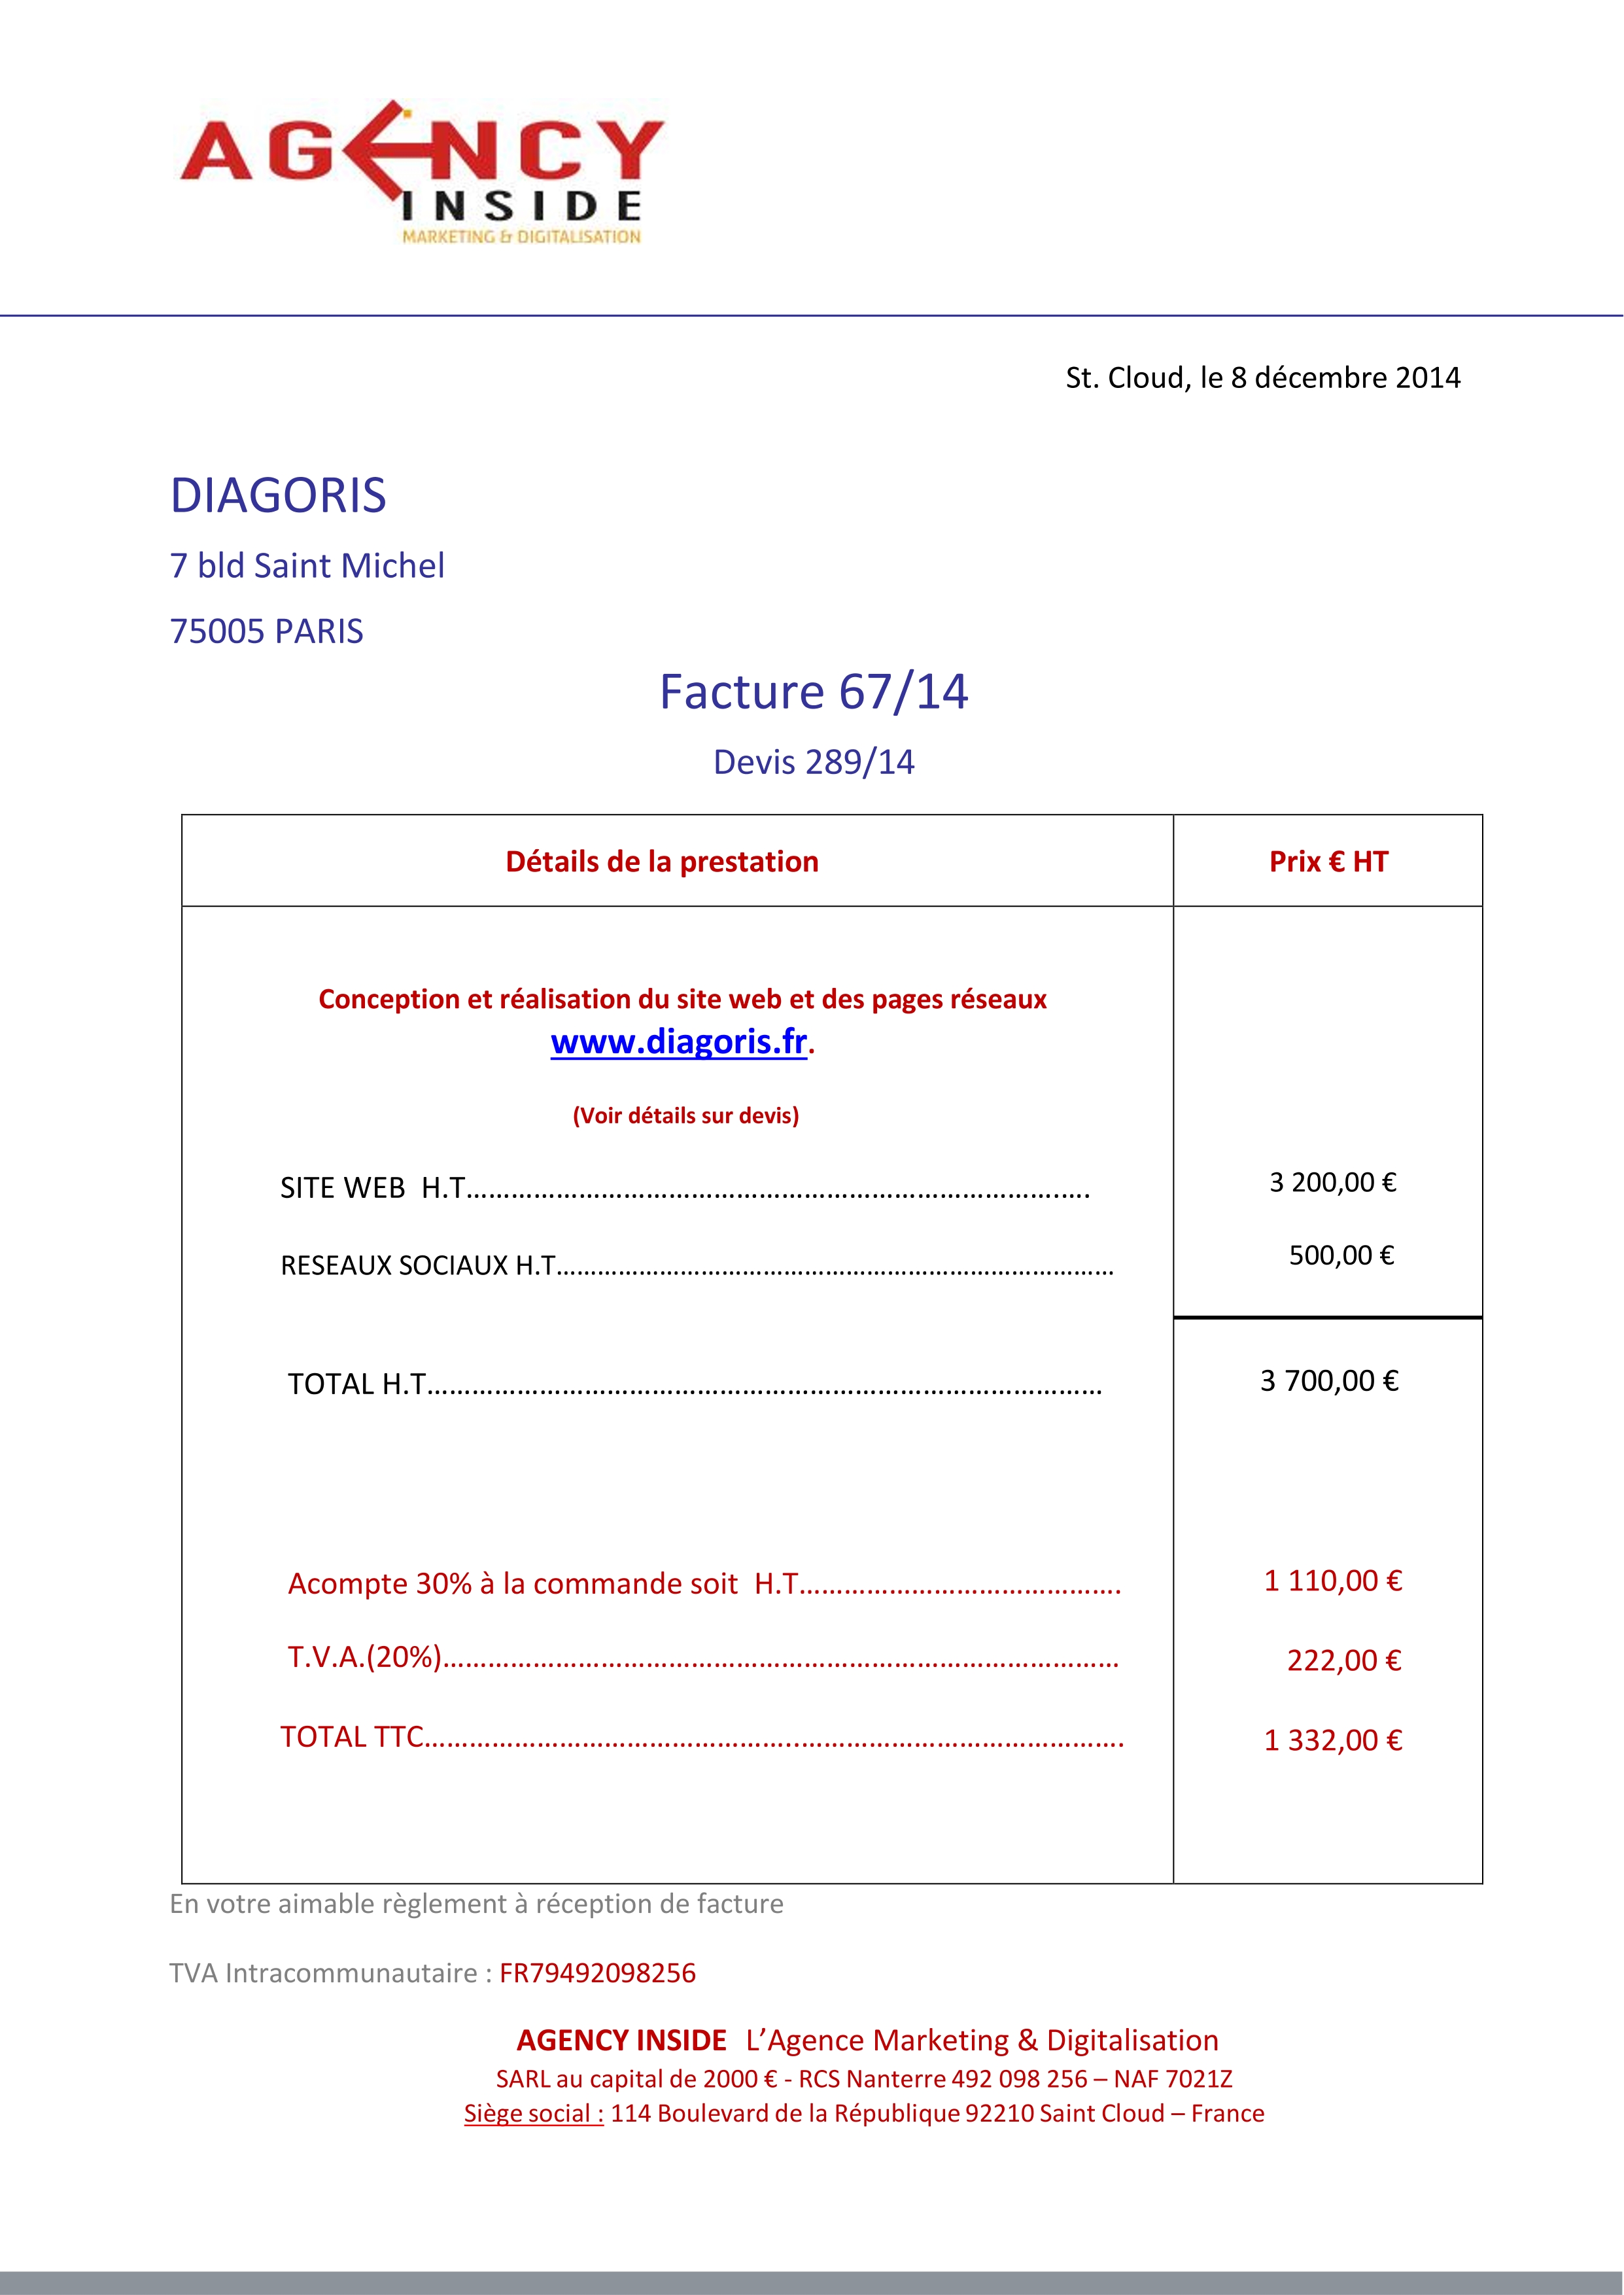 AGENCY
INSIDE
MARKETING & DIGITALISATION
St. Cloud, le 8 décembre 2014
DIAGORIS
7 bld Saint Michel
75005 PARIS
Facture 67/14
Devis 289/14
Détails de la prestation
Prix € HT
Conception et réalisation du site web et des pages réseaux
www.diagoris.fr.
(Voir détails sur devis)
SITE WEB H.T.…………………………………………………………………………… 3 200,00 €
RESEAUX SOCIAUX H.T……………………………………………………………………… 500,00 €
TOTAL H.T……………………………………………………………………………… 3 700,00 €
Acompte 30% à la commande soit H.T……………………………………. 1 110,00 €
T.V.A.(20%)……………………………………………………………………………… 222,00 €
TOTAL TTC…………………………………………..……………………………………. 1 332,00 €
En votre aimable règlement à réception de facture
TVA Intracommunautaire : FR79492098256
AGENCY INSIDE L’Agence Marketing & Digitalisation
SARL au capital de 2000 € - RCS Nanterre 492 098 256 – NAF 7021Z
Siège social : 114 Boulevard de la République 92210 Saint Cloud – France